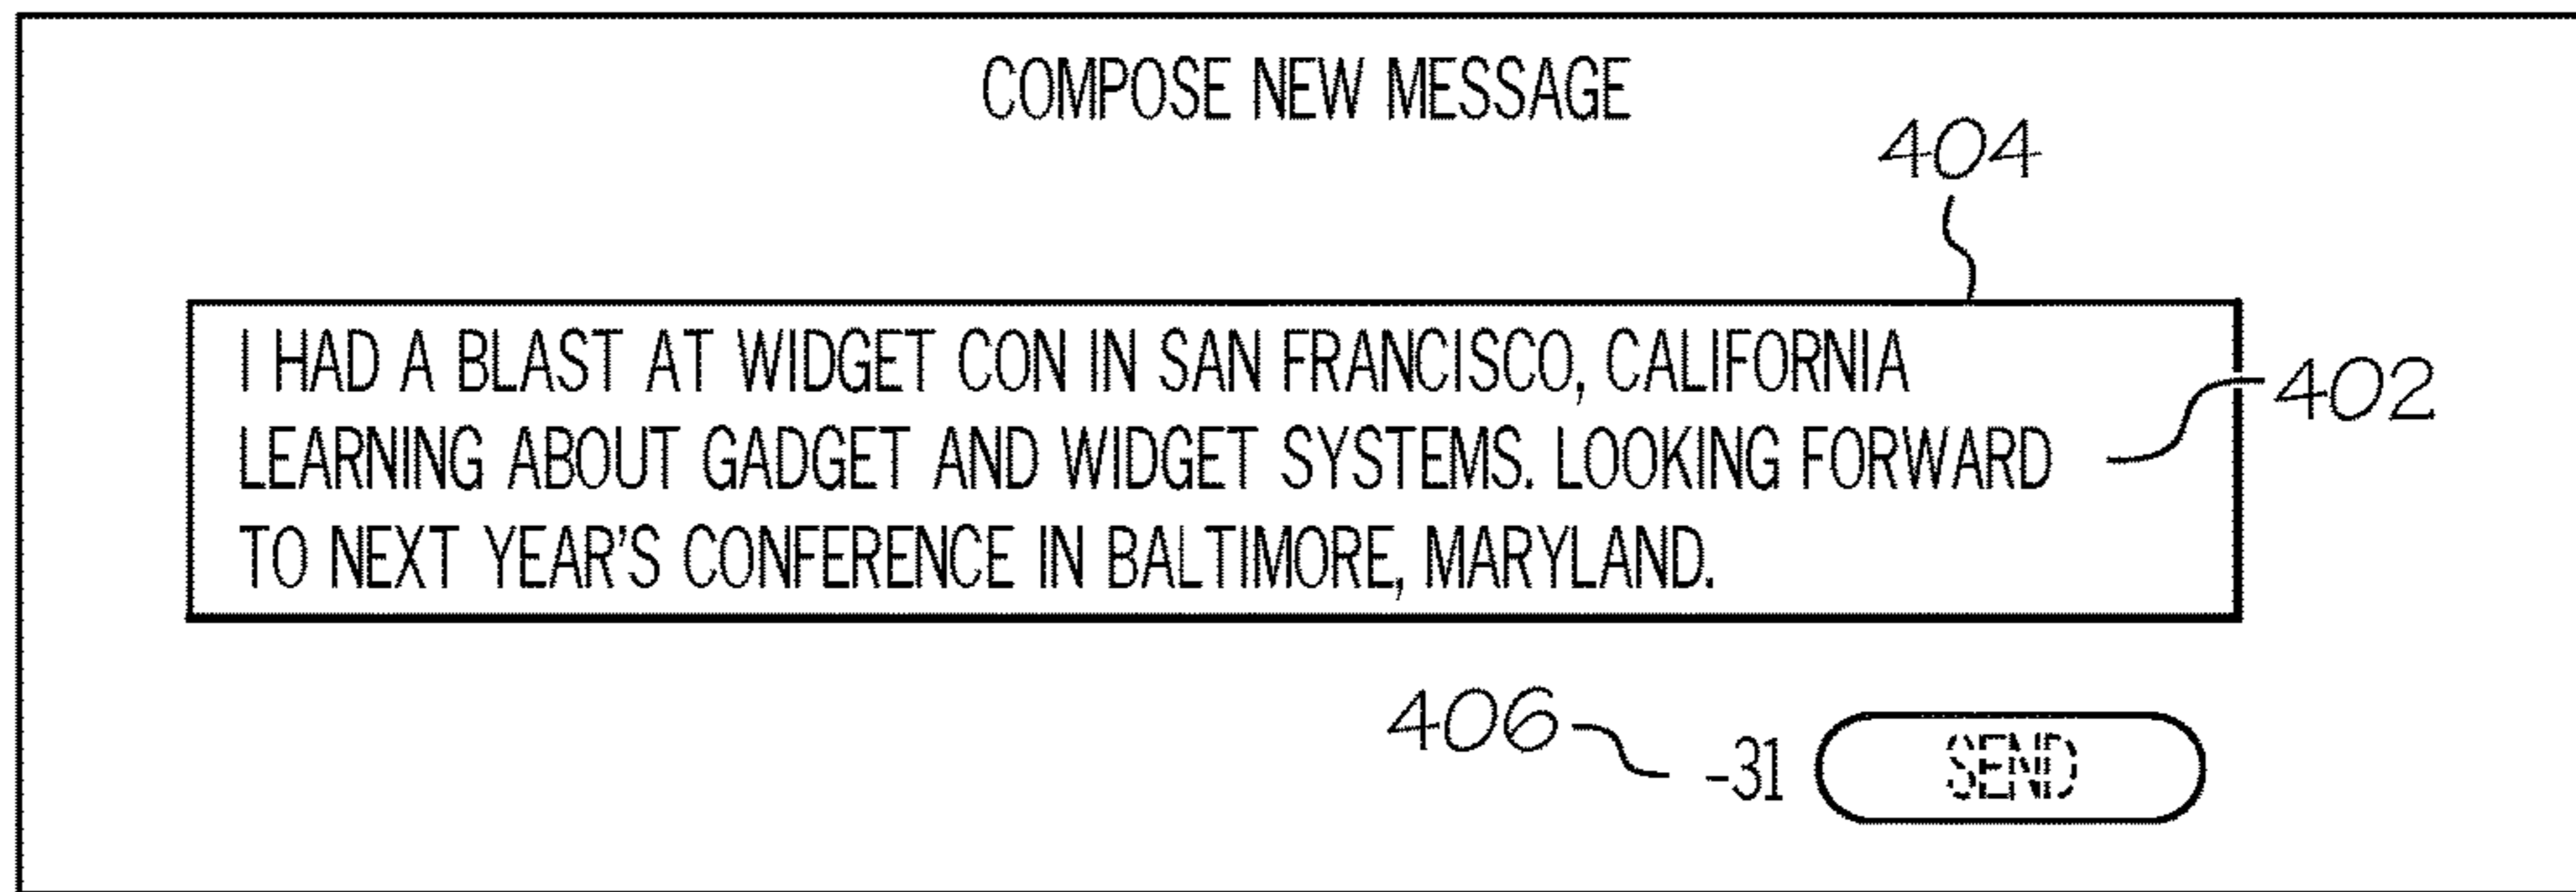 COMPOSE NEW MESSAGE
404
I HAD A BLAST AT WIDGET CON IN SAN FRANCISCO, CALIFORNIA
LEARNING ABOUT GADGET AND WIDGET SYSTEMS. LOOKING FORWARD
TO NEXT YEAR'S CONFERENCE IN BALTIMORE, MARYLAND.
402
406 -31 SEND